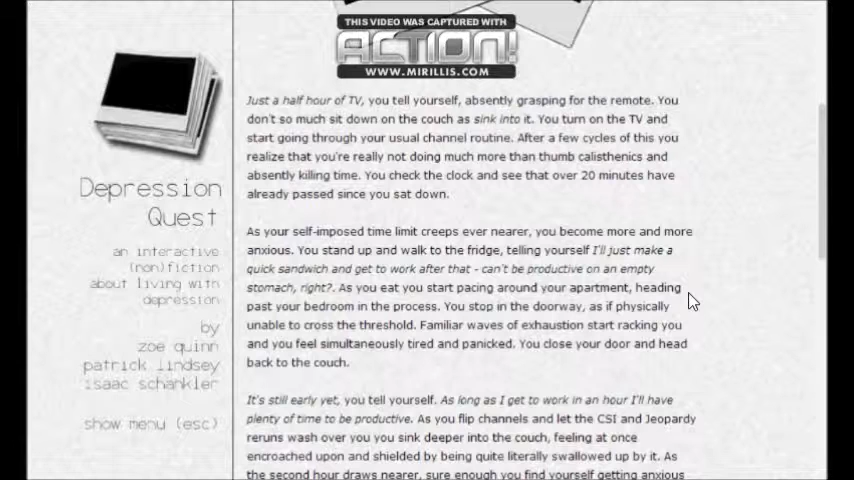 THIS VIDEO WAS CAPTURED WITH
ACTION!
WWW.MIRILLIS.COM
Depression
Quest
an interactive
(non)fiction
about living with
depression
by
zoe quinn
patrick lindsey
isaac schankler
show menu (esc)
Just a half hour of TV, you tell yourself, absently grasping for the remote. You
don't so much sit down on the couch as sink into it. You turn on the TV and
start going through your usual channel routine. After a few cycles of this you
realize that you're really not doing much more than thumb calisthenics and
absently killing time. You check the clock and see that over 20 minutes have
already passed since you sat down.
As your self-imposed time limit creeps ever nearer, you become more and more
anxious. You stand up and walk to the fridge, telling yourself I'll just make a
quick sandwich and get to work after that - can't be productive on an empty
stomach, right?. As you eat you start pacing around your apartment, heading
past your bedroom in the process. You stop in the doorway, as if physically
unable to cross the threshold. Familiar waves of exhaustion start racking you
and you feel simultaneously tired and panicked. You close your door and head
back to the couch.
It's still early yet, you tell yourself. As long as I get to work in an hour I'll have
plenty of time to be productive. As you flip channels and let the CSI and Jeopardy
reruns wash over you you sink deeper into the couch, feeling at once
encroached upon and shielded by being quite literally swallowed up by it. As
the second hour draws nearer, sure enough you find yourself getting anxious